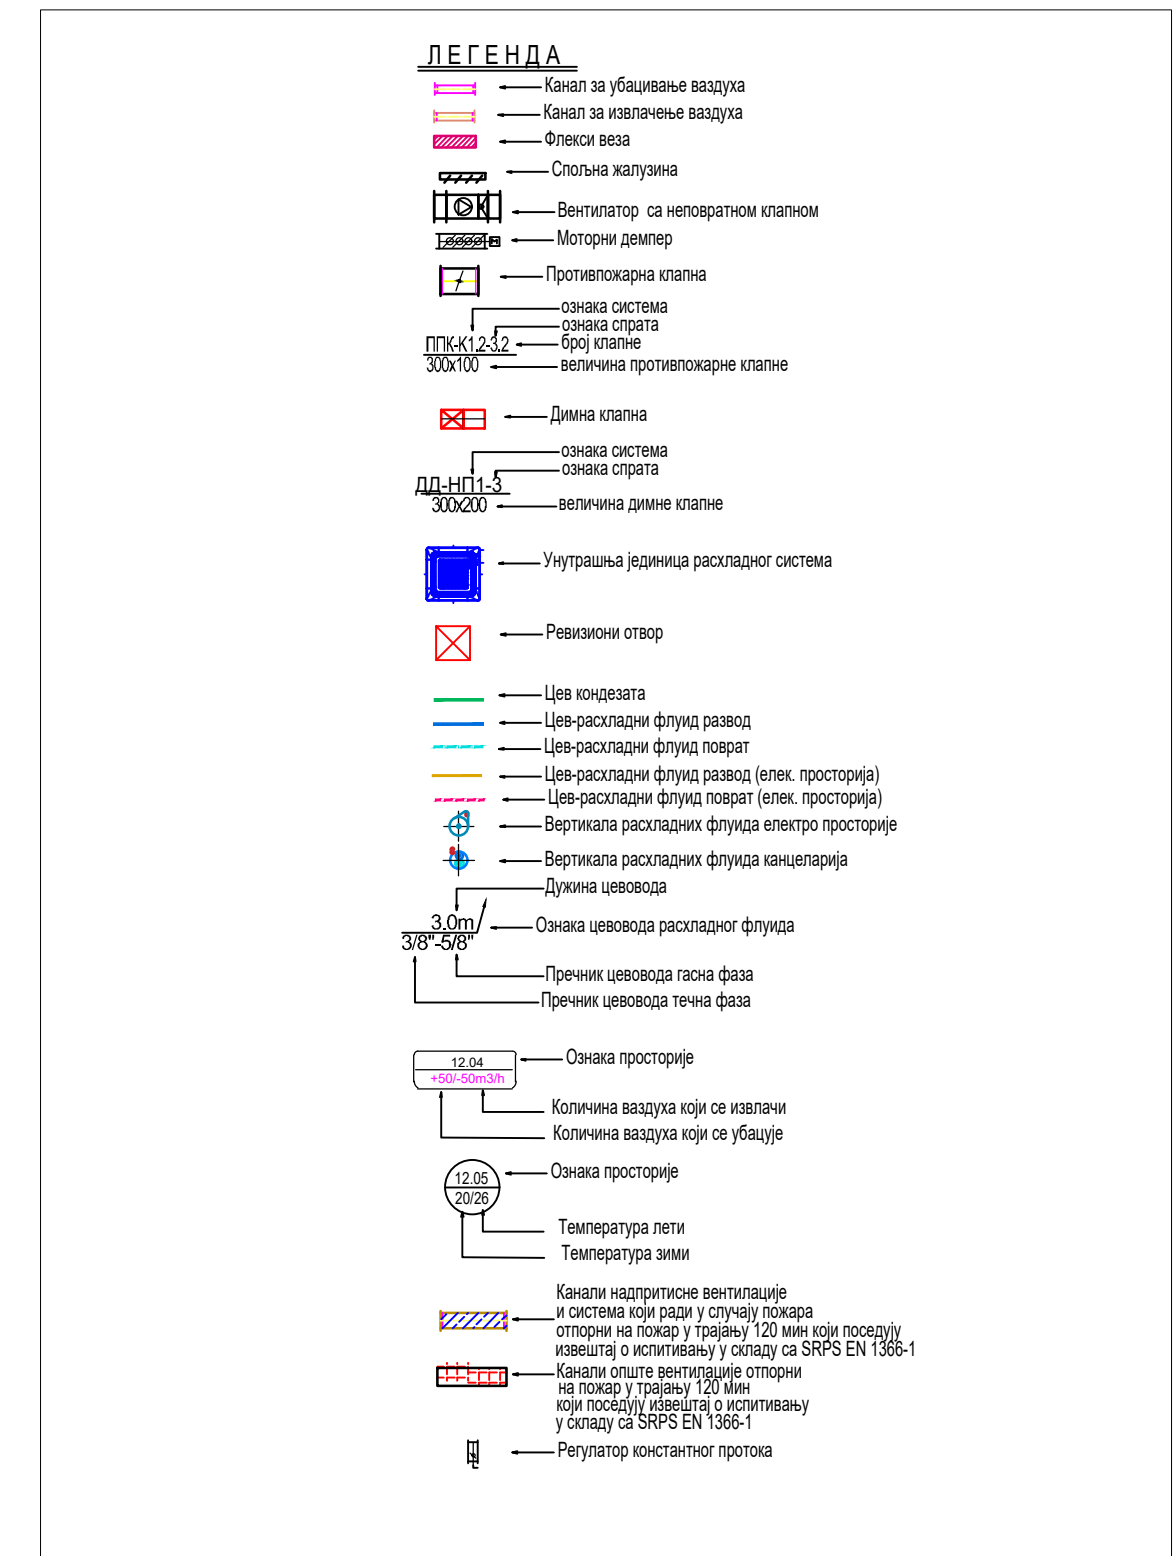 ЛЕГЕНДА
Канал за убацивање ваздуха
Канал за извлачење ваздуха
Флекси веза
Спољна жалузина
Вентилатор са неповратном клапном
Моторни демпер
Противпожарна клапна
ознака система
ознака спрата
ППК-К1.2-3.2
број клапне
300x100
величина противпожарне клапне
Димна клапна
ознака система
ознака спрата
ДД-НП1-3
300x200
величина димне клапне
Унутрашња јединица расхладног система
Ревизиони отвор
Цев кондезата
Цев-расхладни флуид развод
Цев-расхладни флуид поврат
Цев-расхладни флуид развод (елек. просторија)
Цев-расхладни флуид поврат (елек. просторија)
Вертикала расхладних флуида електро просторије
Вертикала расхладних флуида канцеларија
Дужина цевовода
3.0m
3/8"-5/8"
Ознака цевовода расхладног флуида
Пречник цевовода гасна фаза
Пречник цевовода течна фаза
Ознака просторије
12.04
+50/-50m3/h
Количина ваздуха који се извлачи
Количина ваздуха који се убацује
Ознака просторије
12.05
20/26
Температура лети
Температура зими
Канали надпритисне вентилације
и система који ради у случају пожара
отпорни на пожар у трајању 120 мин који поседују
извештај о испитивању у складу са SRPS EN 1366-1
Канали опште вентилације отпорни
на пожар у трајању 120 мин
који поседују извештај о испитивању
у складу са SRPS EN 1366-1
Регулатор константног протока